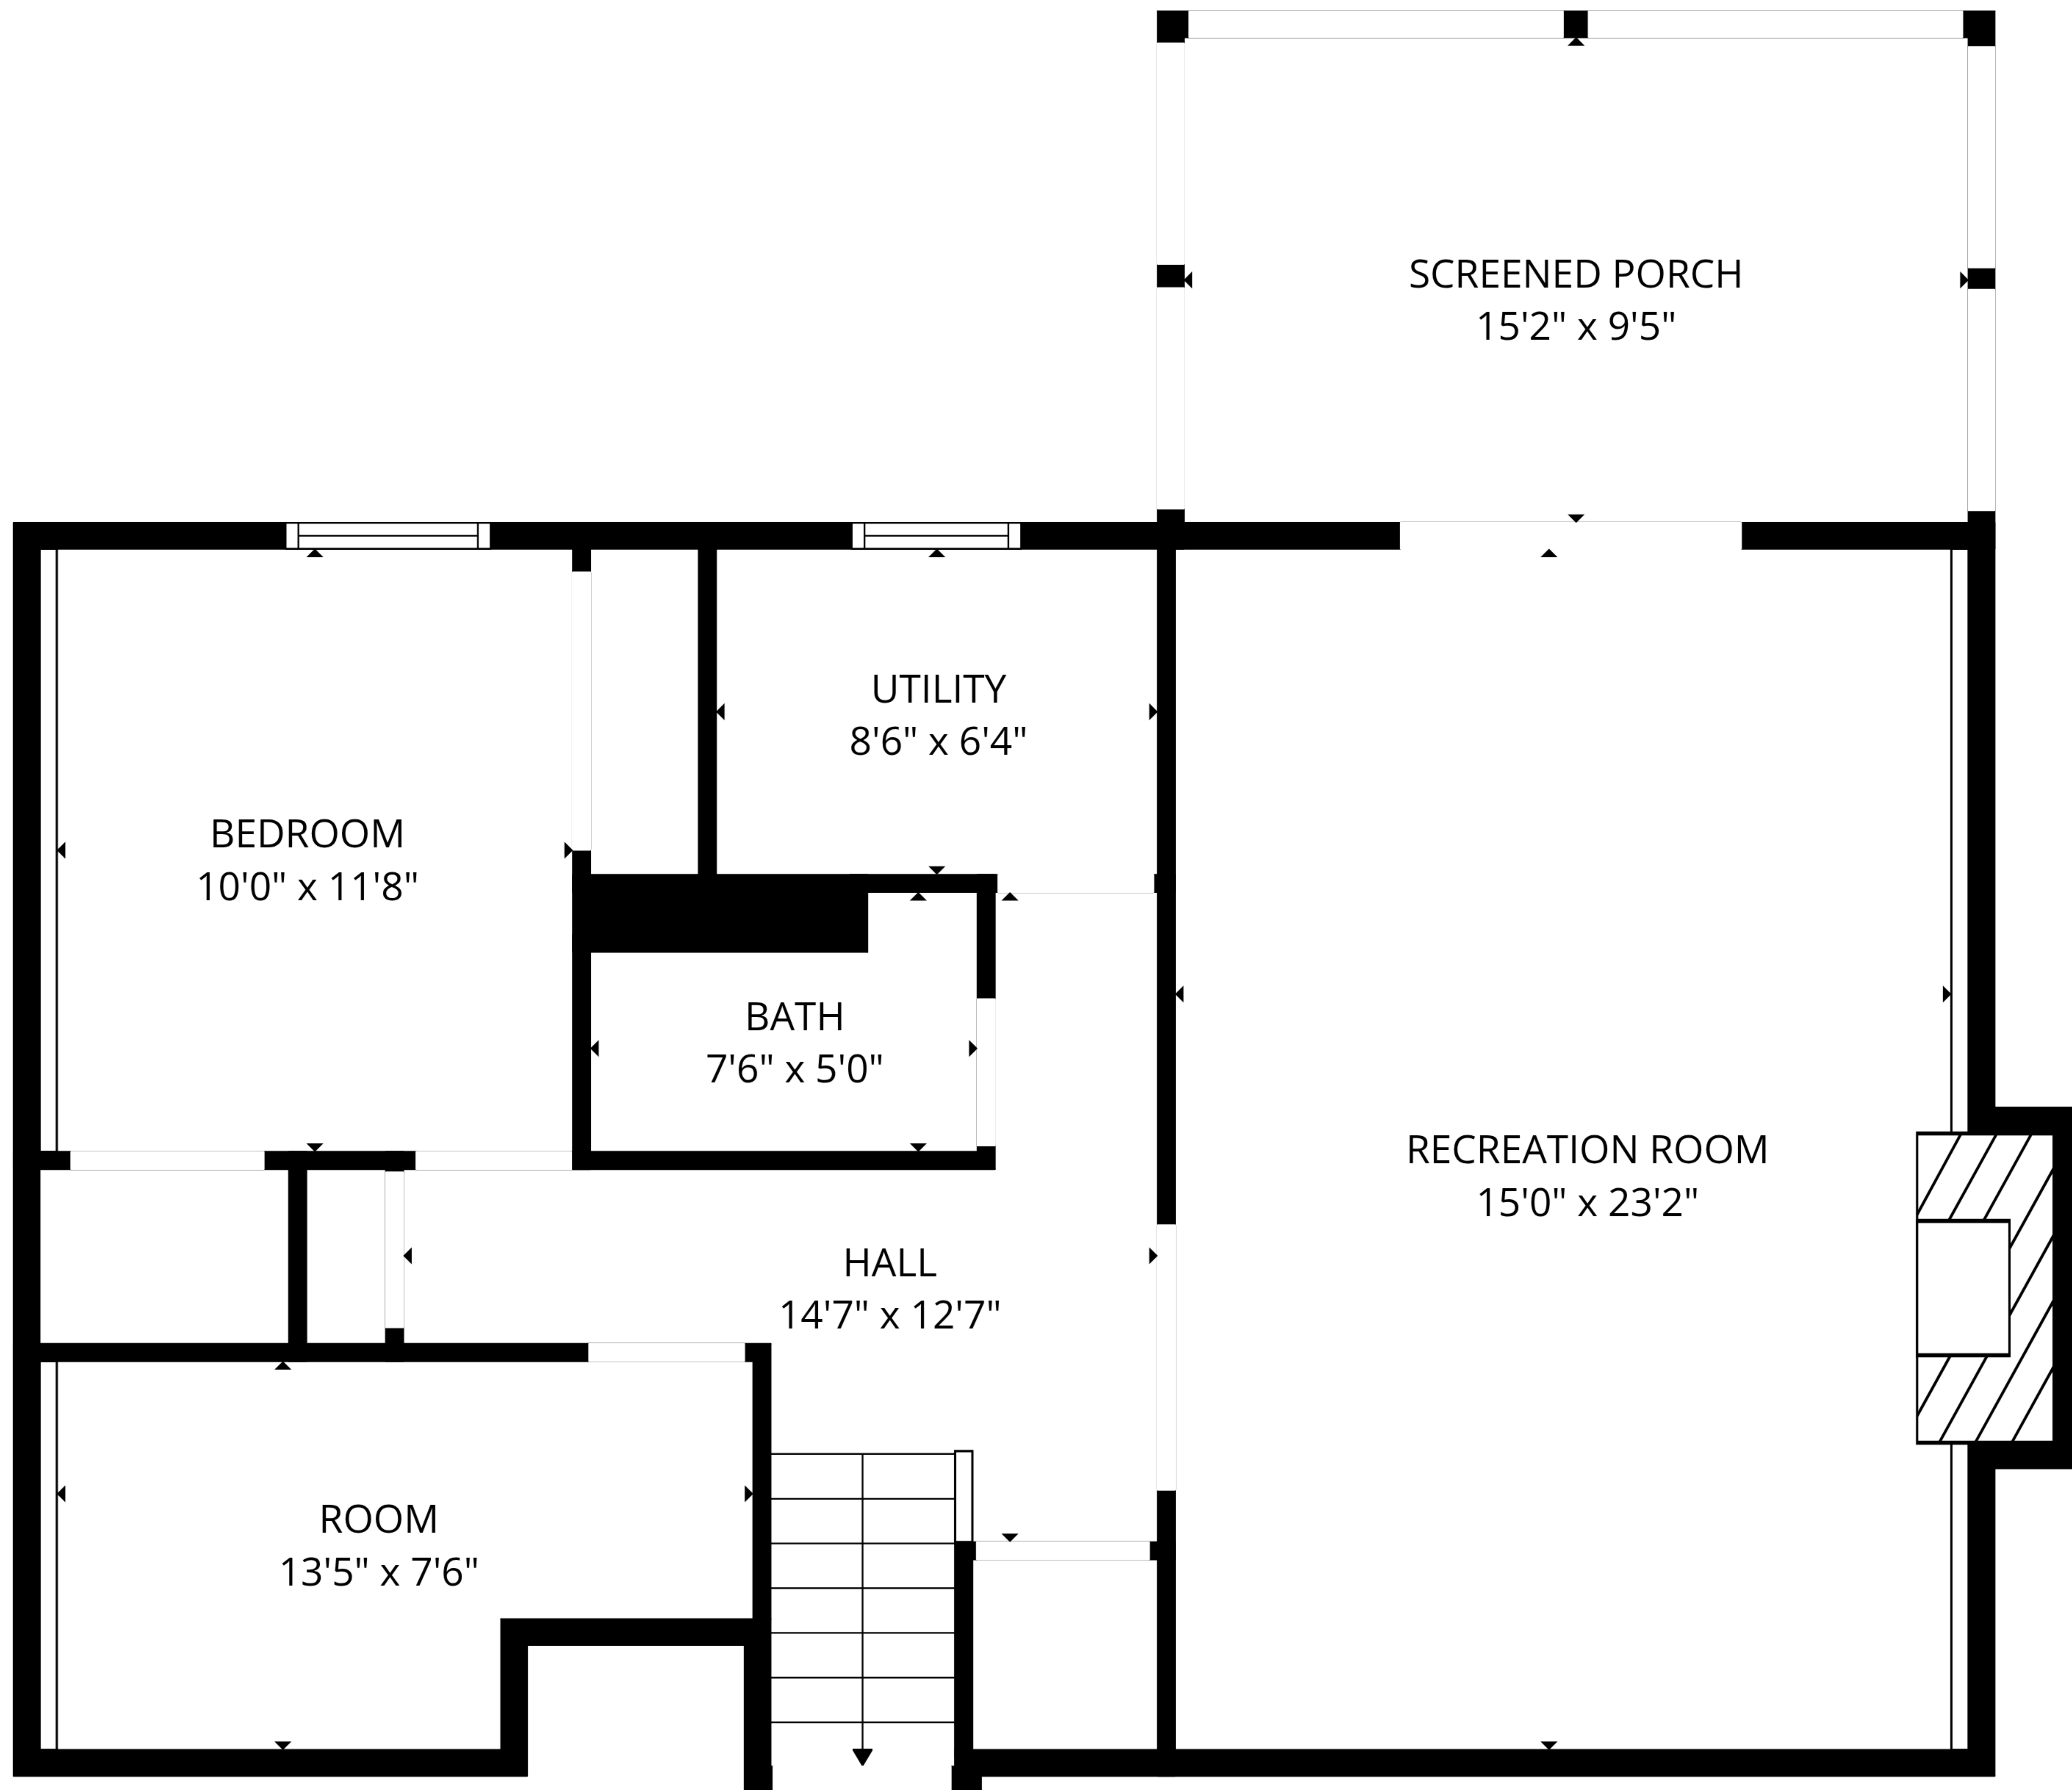 SCREENED PORCH
15'2" x 9'5"
UTILITY
8'6" x 6'4"
BEDROOM
10'0" x 11'8"
BATH
7'6" x 5'0"
RECREATION ROOM
15'0" x 23'2"
HALL
14'7" x 12'7"
ROOM
13'5" x 7'6"